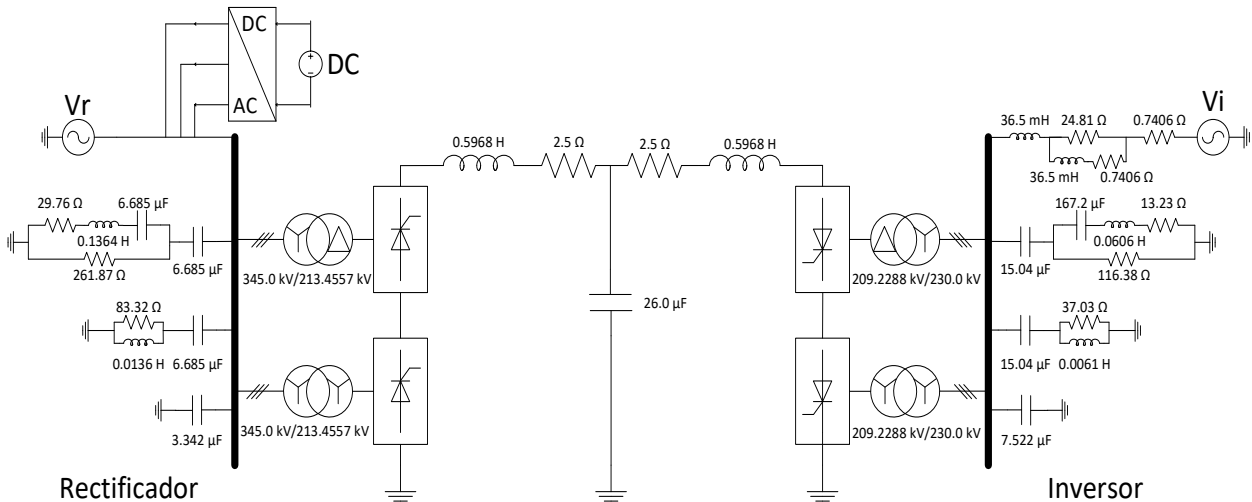 DC
DC
AC
Vr
29.76 Ω
6.685 µF
0.1364 H
261.87 Ω
6.685 µF
83.32 Ω
0.0136 H
6.685 µF
3.342 µF
345.0 kV/213.4557 kV
345.0 kV/213.4557 kV
Rectificador
0.5968 H
2.5 Ω
2.5 Ω
0.5968 H
26.0 µF
209.2288 kV/230.0 kV
209.2288 kV/230.0 kV
36.5 mH
24.81 Ω
0.7406 Ω
Vi
36.5 mH
0.7406 Ω
167.2 µF
13.23 Ω
0.0606 H
116.38 Ω
15.04 µF
37.03 Ω
15.04 µF
0.0061 H
7.522 µF
Inversor